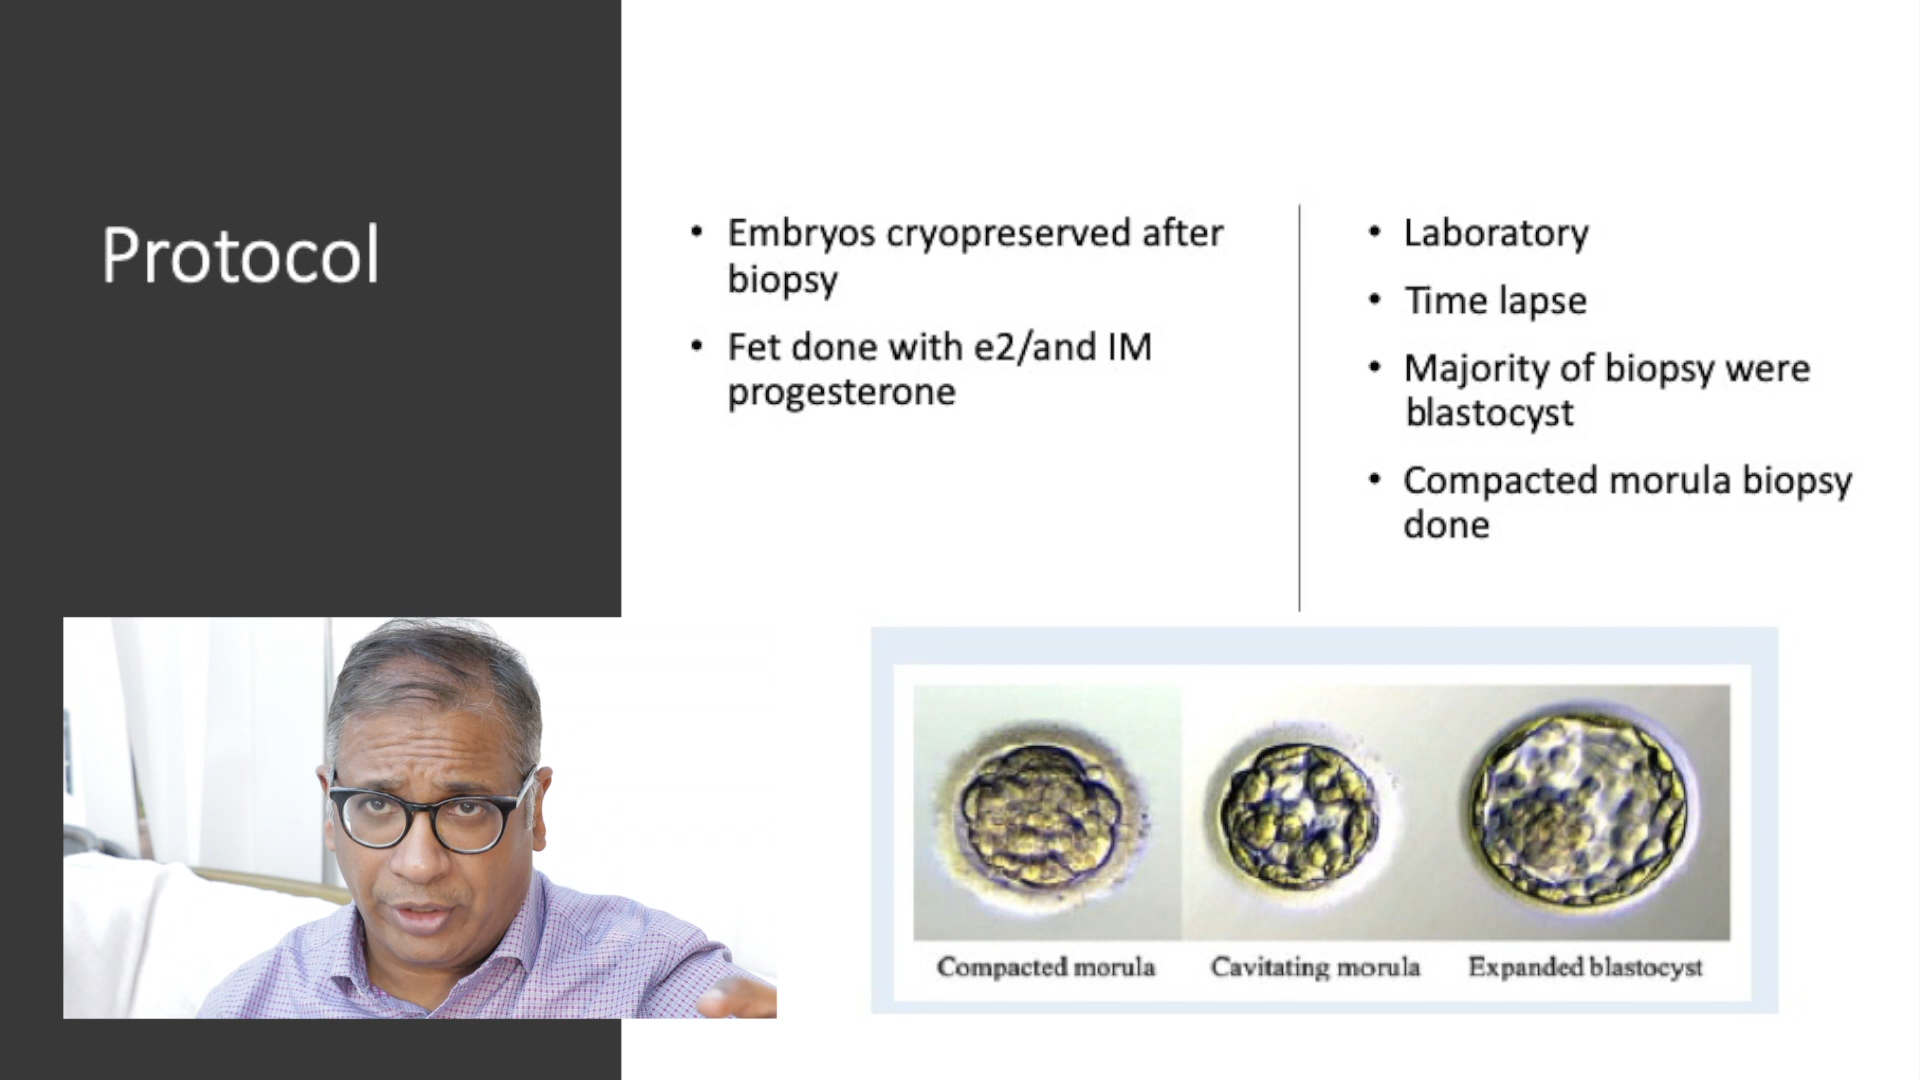 Protocol
• Embryos cryopreserved after
biopsy
• Fet done with e2/and IM
progesterone
• Laboratory
• Time lapse
• Majority of biopsy were
blastocyst
• Compacted morula biopsy
done
Compacted morula
Cavitating morula
Expanded blastocyst